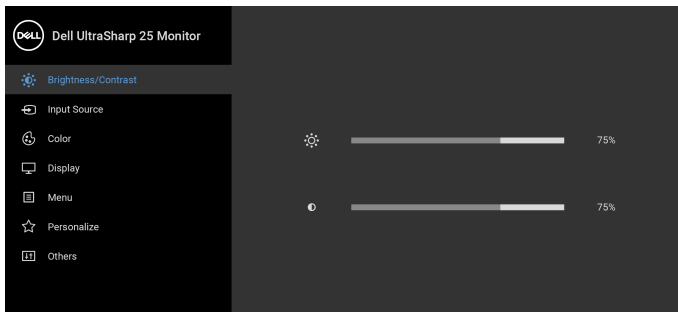 DELL Dell UltraSharp 25 Monitor
Brightness/Contrast
Input Source
Color
75%
Display
Menu
75%
Personalize
Others